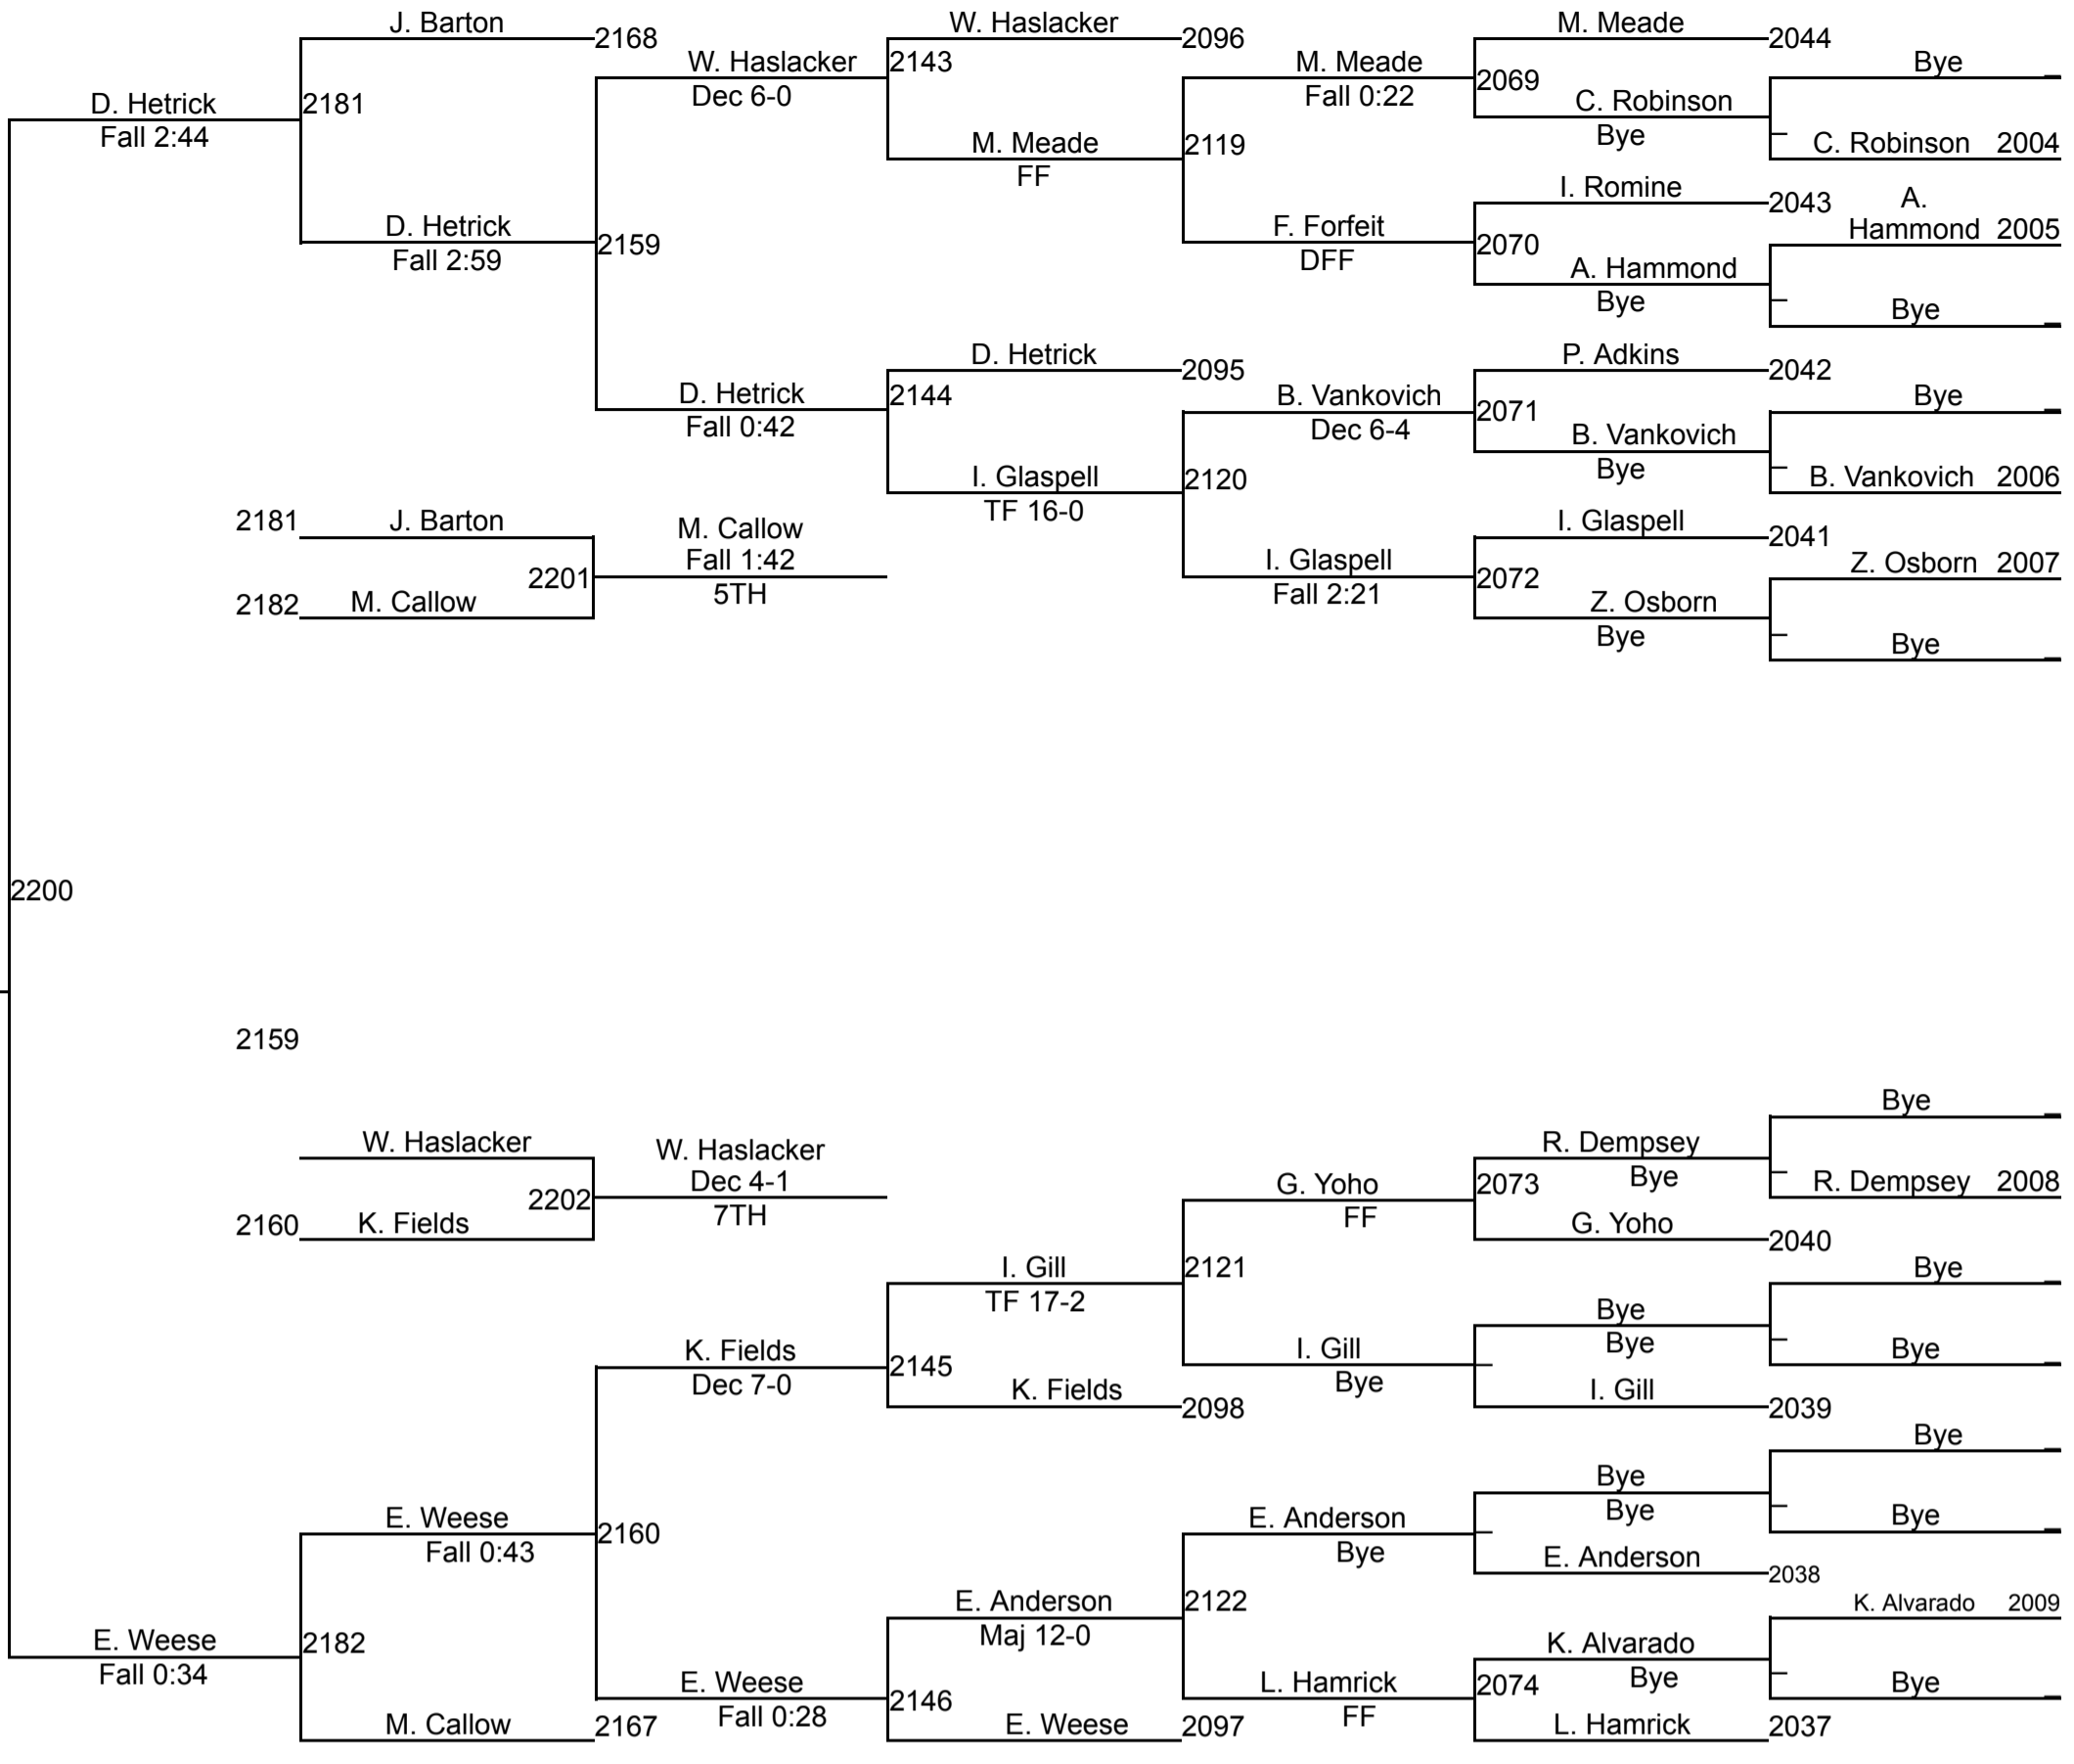 J. Barton
2168
W. Haslacker
2096
M. Meade
2044
W. Haslacker
2143
M. Meade
Bye
Dec 6-0
Fall 0:22
2069
C. Robinson
D. Hetrick
2181
Bye
Fall 2:44
M. Meade
2119
C. Robinson 2004
FF
I. Romine
2043
A.
Hammond 2005
D. Hetrick
2159
F. Forfeit
2070
Fall 2:59
DFF
A. Hammond
Bye
Bye
D. Hetrick
2095
P. Adkins
2042
D. Hetrick
2144
B. Vankovich
2071
Bye
Fall 0:42
Dec 6-4
B. Vankovich
Bye
I. Glaspell
2120
B. Vankovich 2006
TF 16-0
2181
J. Barton
M. Callow
I. Glaspell
2041
Fall 1:42
I. Glaspell
Z. Osborn 2007
2201
5TH
Fall 2:21
2072
2182
M. Callow
Z. Osborn
Bye
Bye
2200
2159
Bye
W. Haslacker
W. Haslacker
R. Dempsey
Dec 4-1
G. Yoho
2073
Bye
R. Dempsey 2008
2202
7TH
FF
2160
K. Fields
G. Yoho
2040
I. Gill
2121
Bye
TF 17-2
Bye
K. Fields
2145
I. Gill
Bye
Bye
Dec 7-0
Bye
K. Fields
2098
I. Gill
2039
Bye
Bye
E. Weese
2160
E. Anderson
Bye
Bye
Fall 0:43
Bye
E. Anderson
2038
E. Anderson
2122
K. Alvarado 2009
Maj 12-0
E. Weese
2182
K. Alvarado
Fall 0:34
E. Weese
2146
L. Hamrick
2074
Bye
Bye
Fall 0:28
FF
M. Callow
2167
E. Weese
2097
L. Hamrick
2037